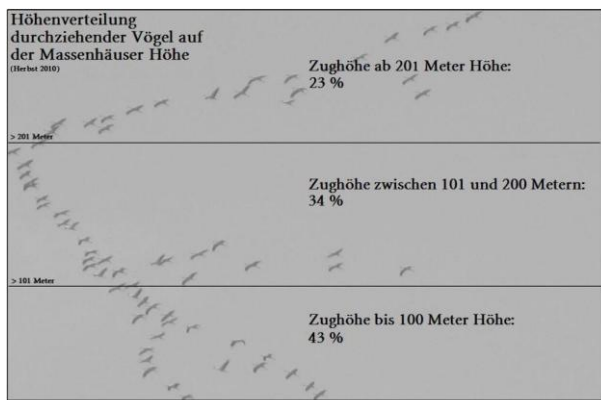 Höhenverteilung
durchziehender Vögel auf
der Massenhäuser Höhe
(Herbst 2010)
Zughöhe ab 201 Meter Höhe:
23 %
> 201 Meter
Zughöhe zwischen 101 und 200 Metern:
34 %
> 101 Meter
Zughöhe bis 100 Meter Höhe:
43 %